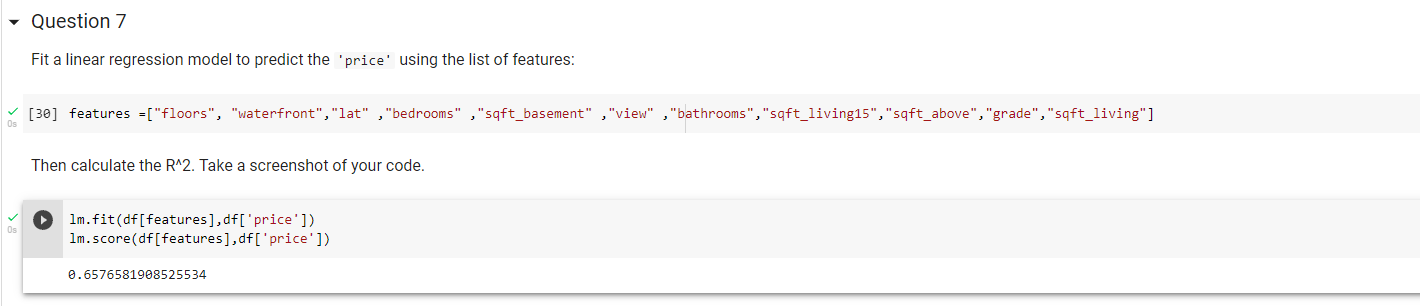 Question 7
Fit a linear regression model to predict the 'price' using the list of features:
[30] features =["floors", "waterfront","lat" ,"bedrooms" ,"sqft_basement" ,"view" ,"bathrooms","sqft_living15","sqft_above","grade","sqft_living"]
0s
Then calculate the R^2. Take a screenshot of your code.
lm.fit(df[features],df['price'])
0s
lm.score(df[features],df['price'])
0.6576581908525534